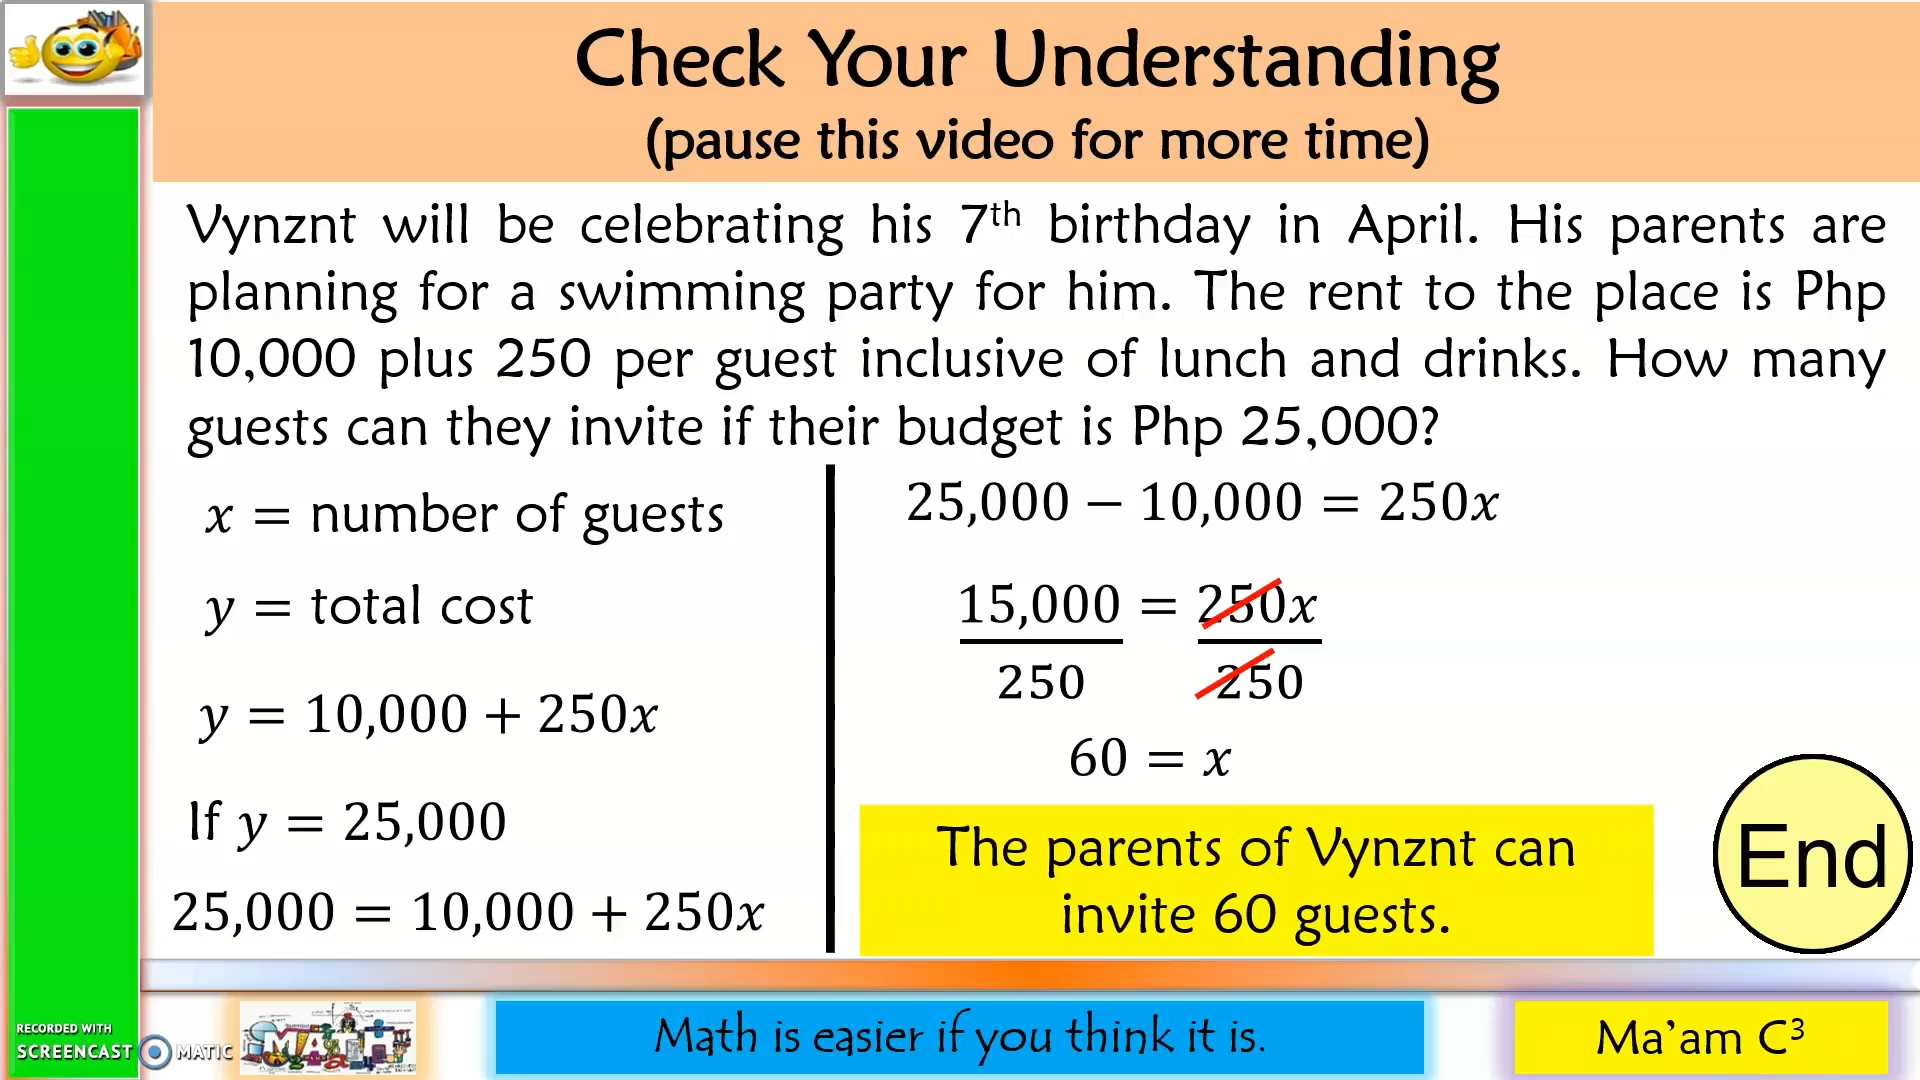 Check Your Understanding
(pause this video for more time)
Vynznt will be celebrating his 7th birthday in April. His parents are
planning for a swimming party for him. The rent to the place is Php
10,000 plus 250 per guest inclusive of lunch and drinks. How many
guests can they invite if their budget is Php 25,000?
x = number of guests
y = total cost
y = 10,000 + 250x
If y = 25,000
25,000 = 10,000 + 250x
25,000 − 10,000 = 250x
15,000 = 250x
250 250
60 = x
The parents of Vynznt can
invite 60 guests.
End
RECORDED WITH
SCREENCAST MATIC
MATH
Math is easier if you think it is.
Ma’am C³